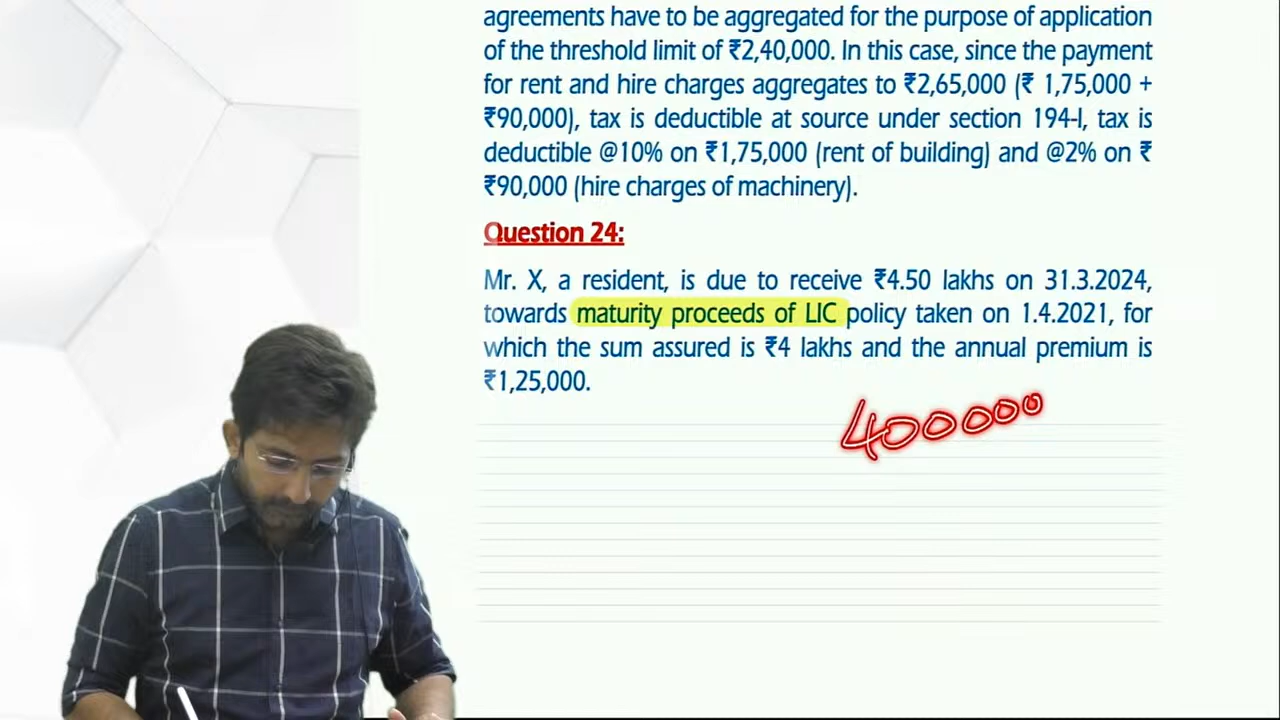 agreements have to be aggregated for the purpose of application
of the threshold limit of ₹2,40,000. In this case, since the payment
for rent and hire charges aggregates to ₹2,65,000 (₹ 1,75,000 +
₹90,000), tax is deductible at source under section 194-I, tax is
deductible @10% on ₹1,75,000 (rent of building) and @2% on ₹
₹90,000 (hire charges of machinery).
Question 24:
Mr. X, a resident, is due to receive ₹4.50 lakhs on 31.3.2024,
towards maturity proceeds of LIC policy taken on 1.4.2021, for
which the sum assured is ₹4 lakhs and the annual premium is
₹1,25,000.
400000